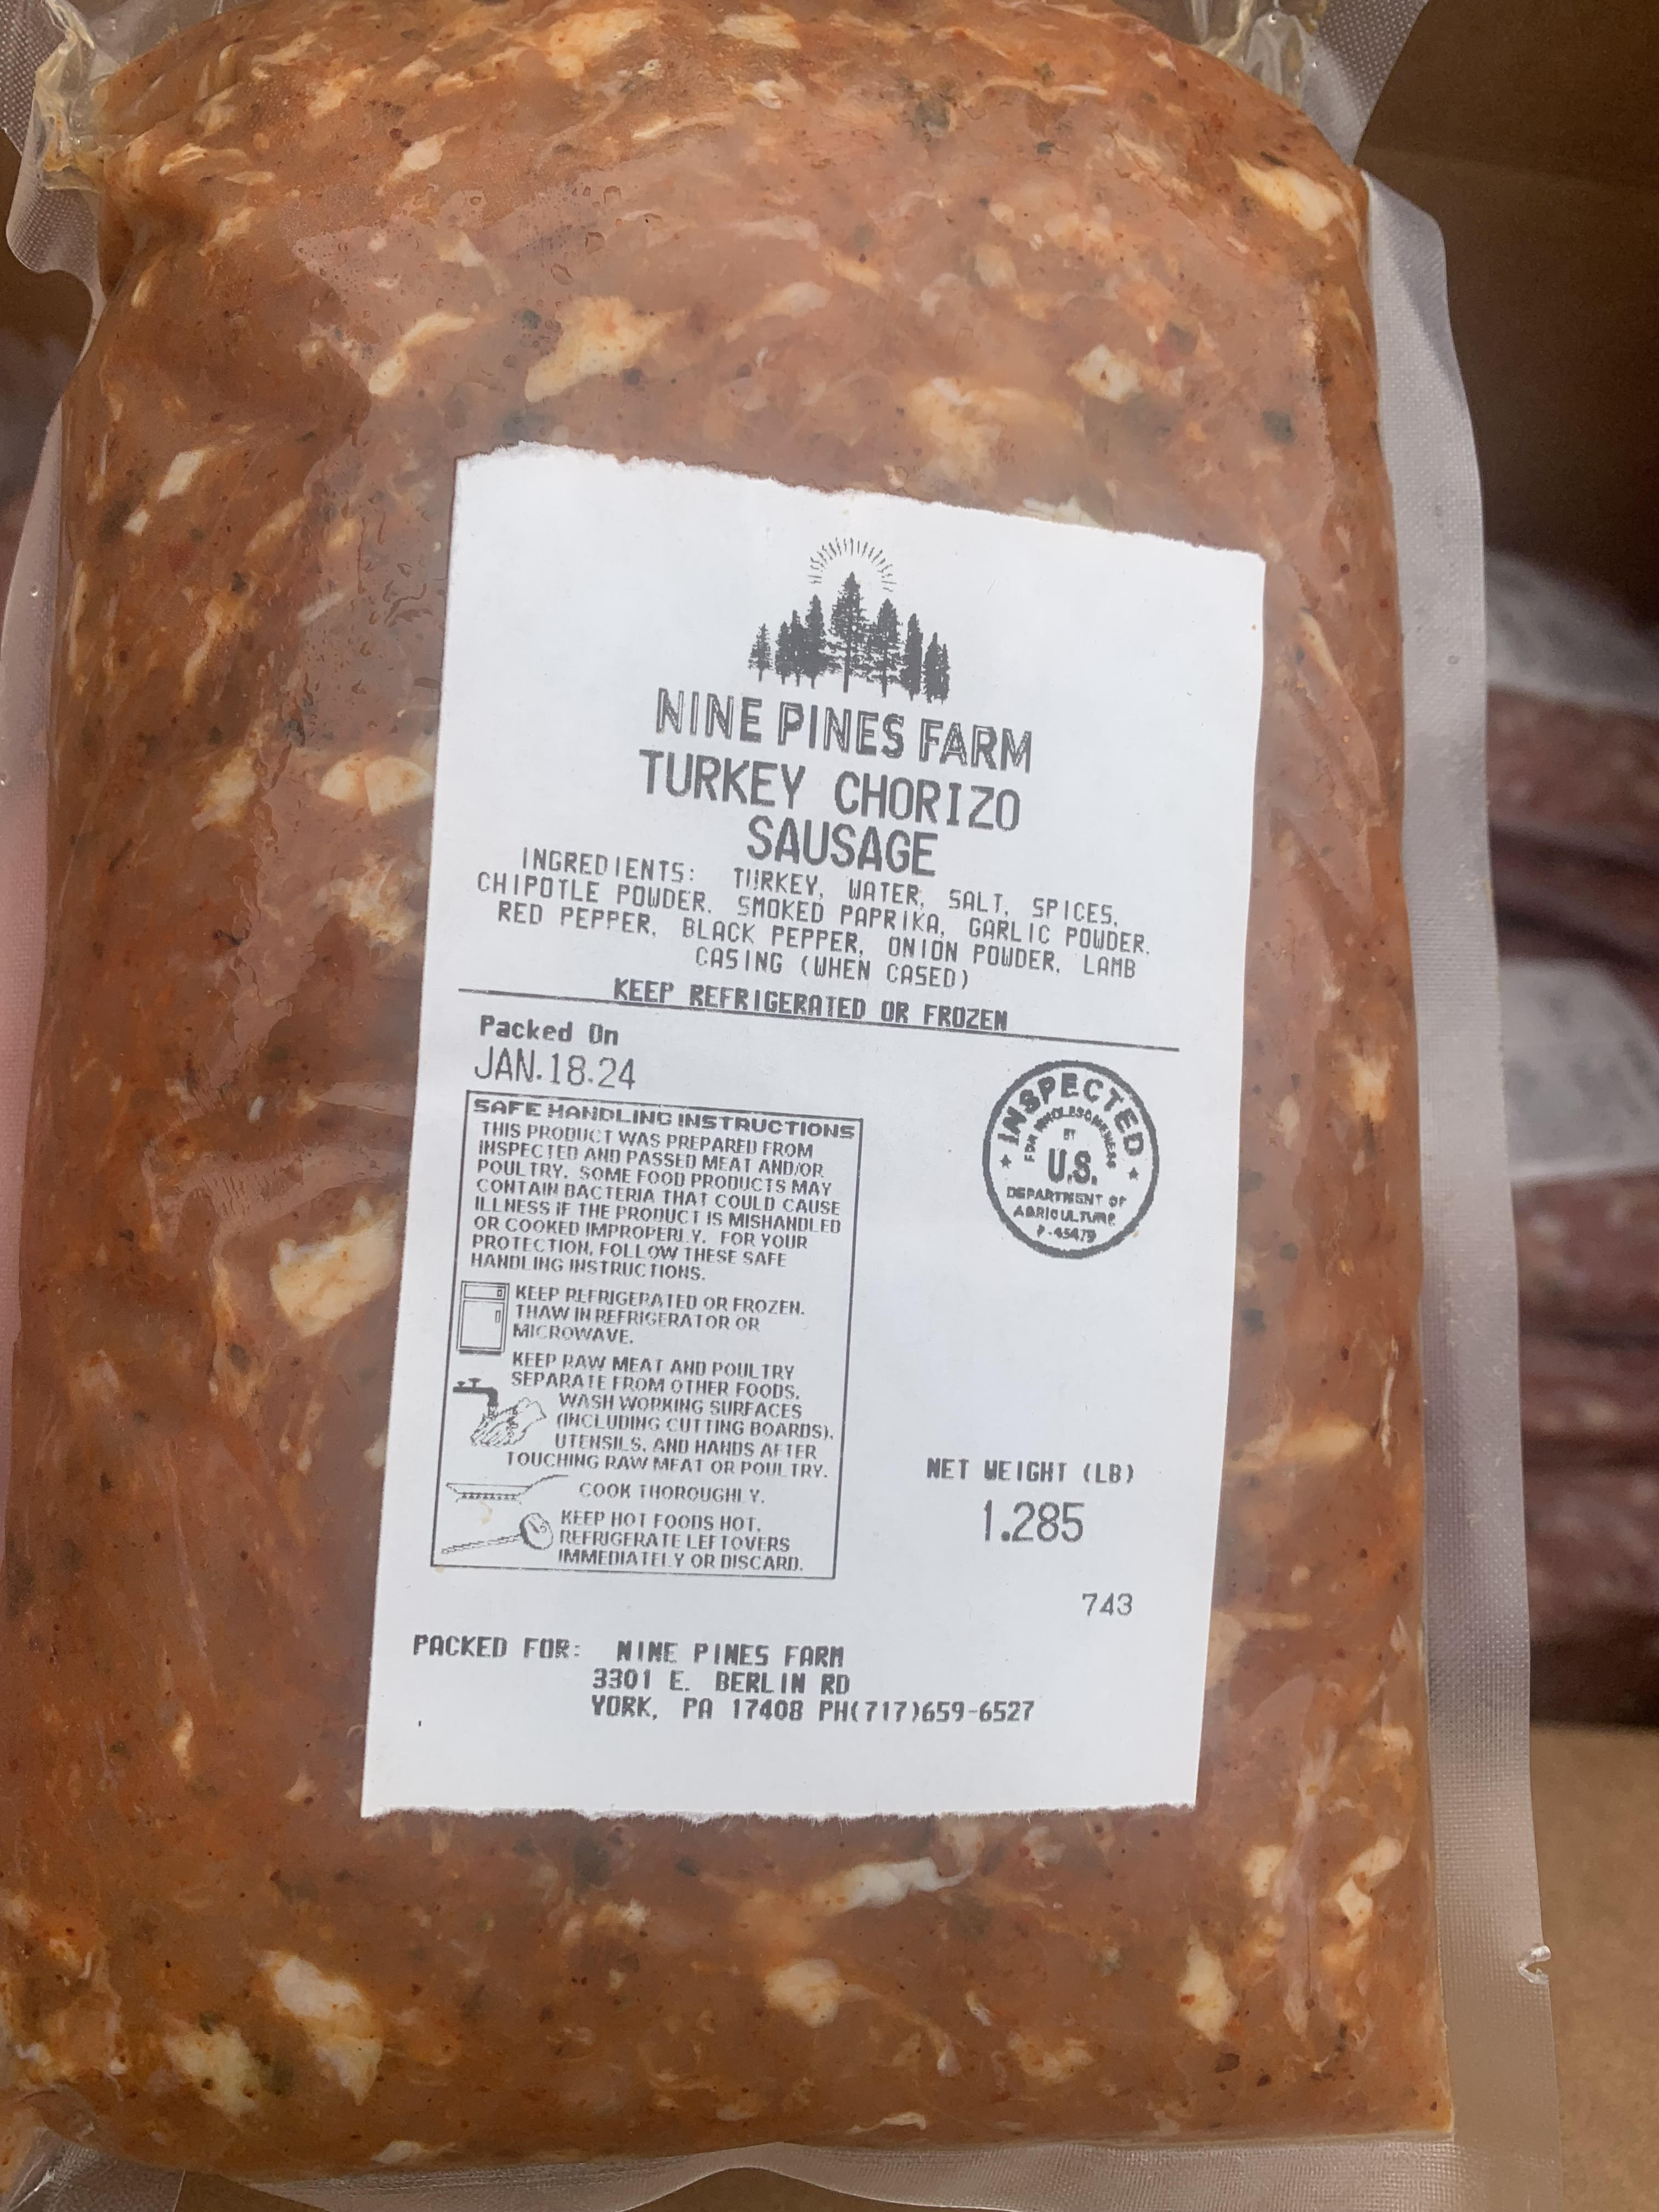 NINE PINES FARM
TURKEY CHORIZO
SAUSAGE
INGREDIENTS: TURKEY, WATER, SALT, SPICES,
CHIPOTLE POWDER, SMOKED PAPRIKA, GARLIC POWDER,
RED PEPPER, BLACK PEPPER, ONION POWDER, LAMB
CASING (WHEN CASED)
KEEP REFRIGERATED OR FROZEN
Packed On
JAN.18.24
SAFE HANDLING INSTRUCTIONS
THIS PRODUCT WAS PREPARED FROM
INSPECTED AND PASSED MEAT AND/OR
POULTRY. SOME FOOD PRODUCTS MAY
CONTAIN BACTERIA THAT COULD CAUSE
ILLNESS IF THE PRODUCT IS MISHANDLED
OR COOKED IMPROPERLY. FOR YOUR
PROTECTION, FOLLOW THESE SAFE
HANDLING INSTRUCTIONS.
KEEP REFRIGERATED OR FROZEN.
THAW IN REFRIGERATOR OR
MICROWAVE.
KEEP RAW MEAT AND POULTRY
SEPARATE FROM OTHER FOODS.
WASH WORKING SURFACES
(INCLUDING CUTTING BOARDS),
UTENSILS, AND HANDS AFTER
TOUCHING RAW MEAT OR POULTRY.
COOK THOROUGHLY.
KEEP HOT FOODS HOT.
REFRIGERATE LEFTOVERS
IMMEDIATELY OR DISCARD.
INSPECTED
FOR WHOLESOMENESS
BY
U.S.
DEPARTMENT OF
AGRICULTURE
P-45479
NET WEIGHT (LB)
1.285
743
PACKED FOR: NINE PINES FARM
3301 E. BERLIN RD
YORK, PA 17408 PH(717)659-6527